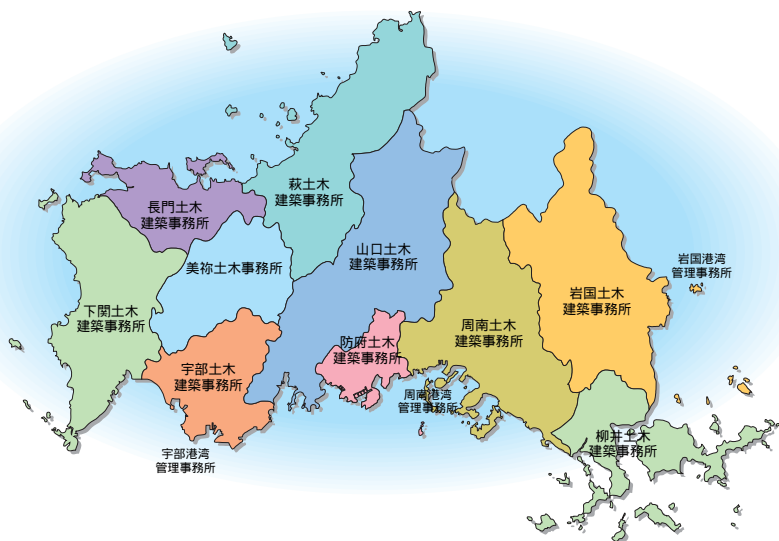 萩土木
建築事務所
長門土木
建築事務所
山口土木
建築事務所
美祢土木事務所
岩国港湾
管理事務所
岩国土木
建築事務所
下関土木
建築事務所
周南土木
建築事務所
防府土木
建築事務所
宇部土木
建築事務所
周南港湾
管理事務所
柳井土木
建築事務所
宇部港湾
管理事務所